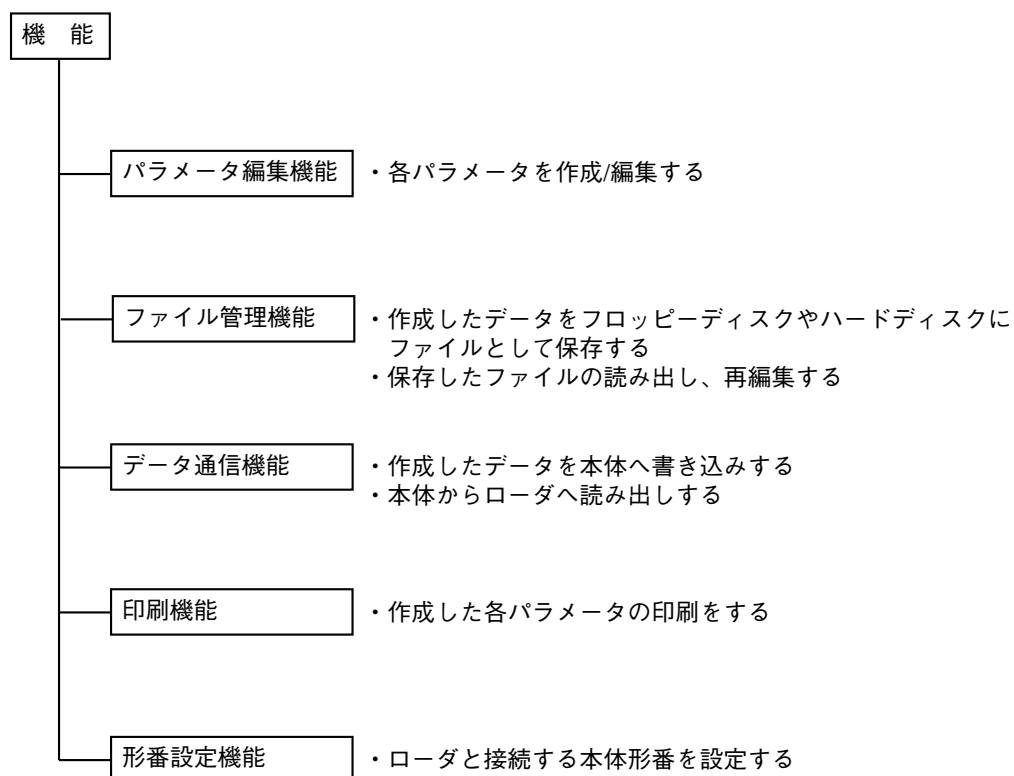 機　能
パラメータ編集機能
・各パラメータを作成/編集する
ファイル管理機能
・作成したデータをフロッピーディスクやハードディスクに
ファイルとして保存する
・保存したファイルの読み出し、再編集する
データ通信機能
・作成したデータを本体へ書き込みする
・本体からローダへ読み出しする
印刷機能
・作成した各パラメータの印刷をする
形番設定機能
・ローダと接続する本体形番を設定する